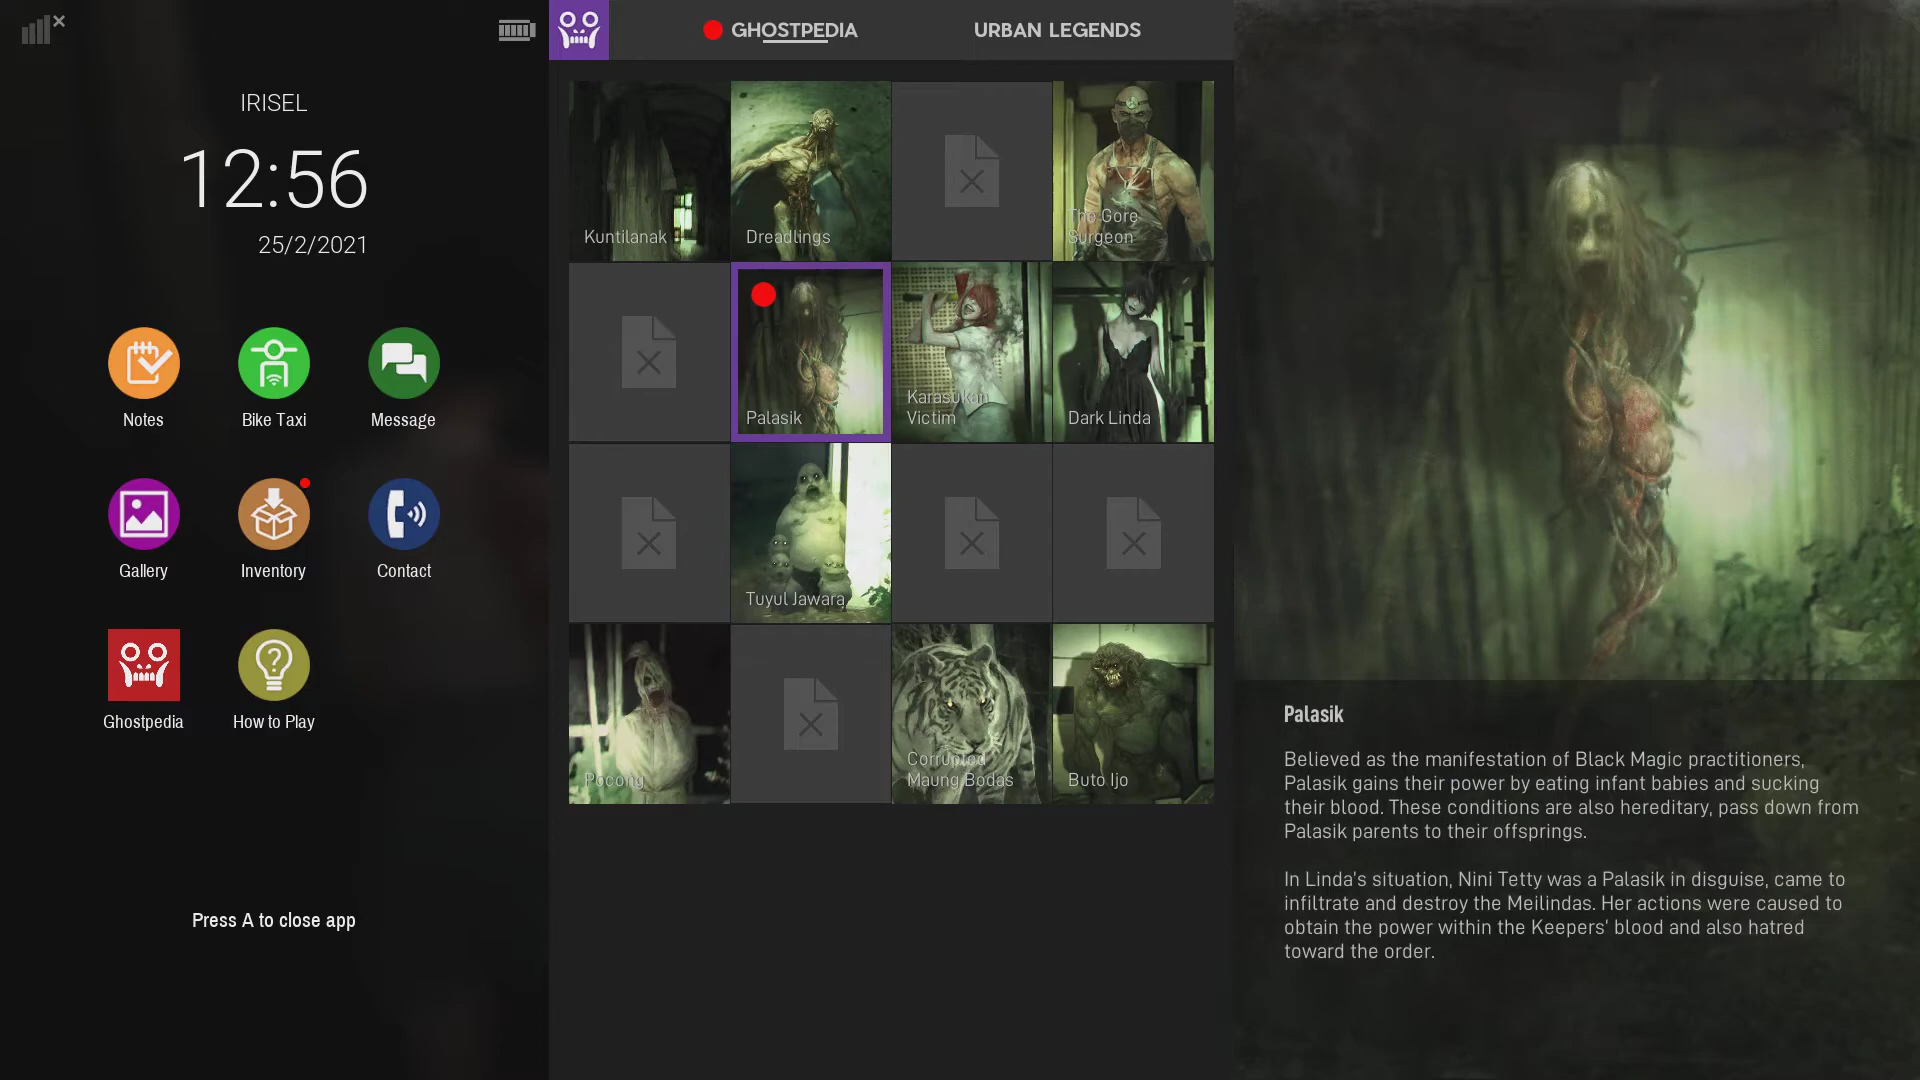 IRISEL
12:56
25/2/2021
Notes
Bike Taxi
Message
Gallery
Inventory
Contact
Ghostpedia
How to Play
Press A to close app
GHOSTPEDIA
URBAN LEGENDS
Kuntilanak
Dreadlings
The Gore
Surgeon
Palasik
Karasukan
Victim
Dark Linda
Tuyul Jawara
Pocong
Corrupted
Maung Bodas
Buto Ijo
Palasik
Believed as the manifestation of Black Magic practitioners,
Palasik gains their power by eating infant babies and sucking
their blood. These conditions are also hereditary, pass down from
Palasik parents to their offsprings.
In Linda's situation, Nini Tetty was a Palasik in disguise, came to
infiltrate and destroy the Meilindas. Her actions were caused to
obtain the power within the Keepers' blood and also hatred
toward the order.